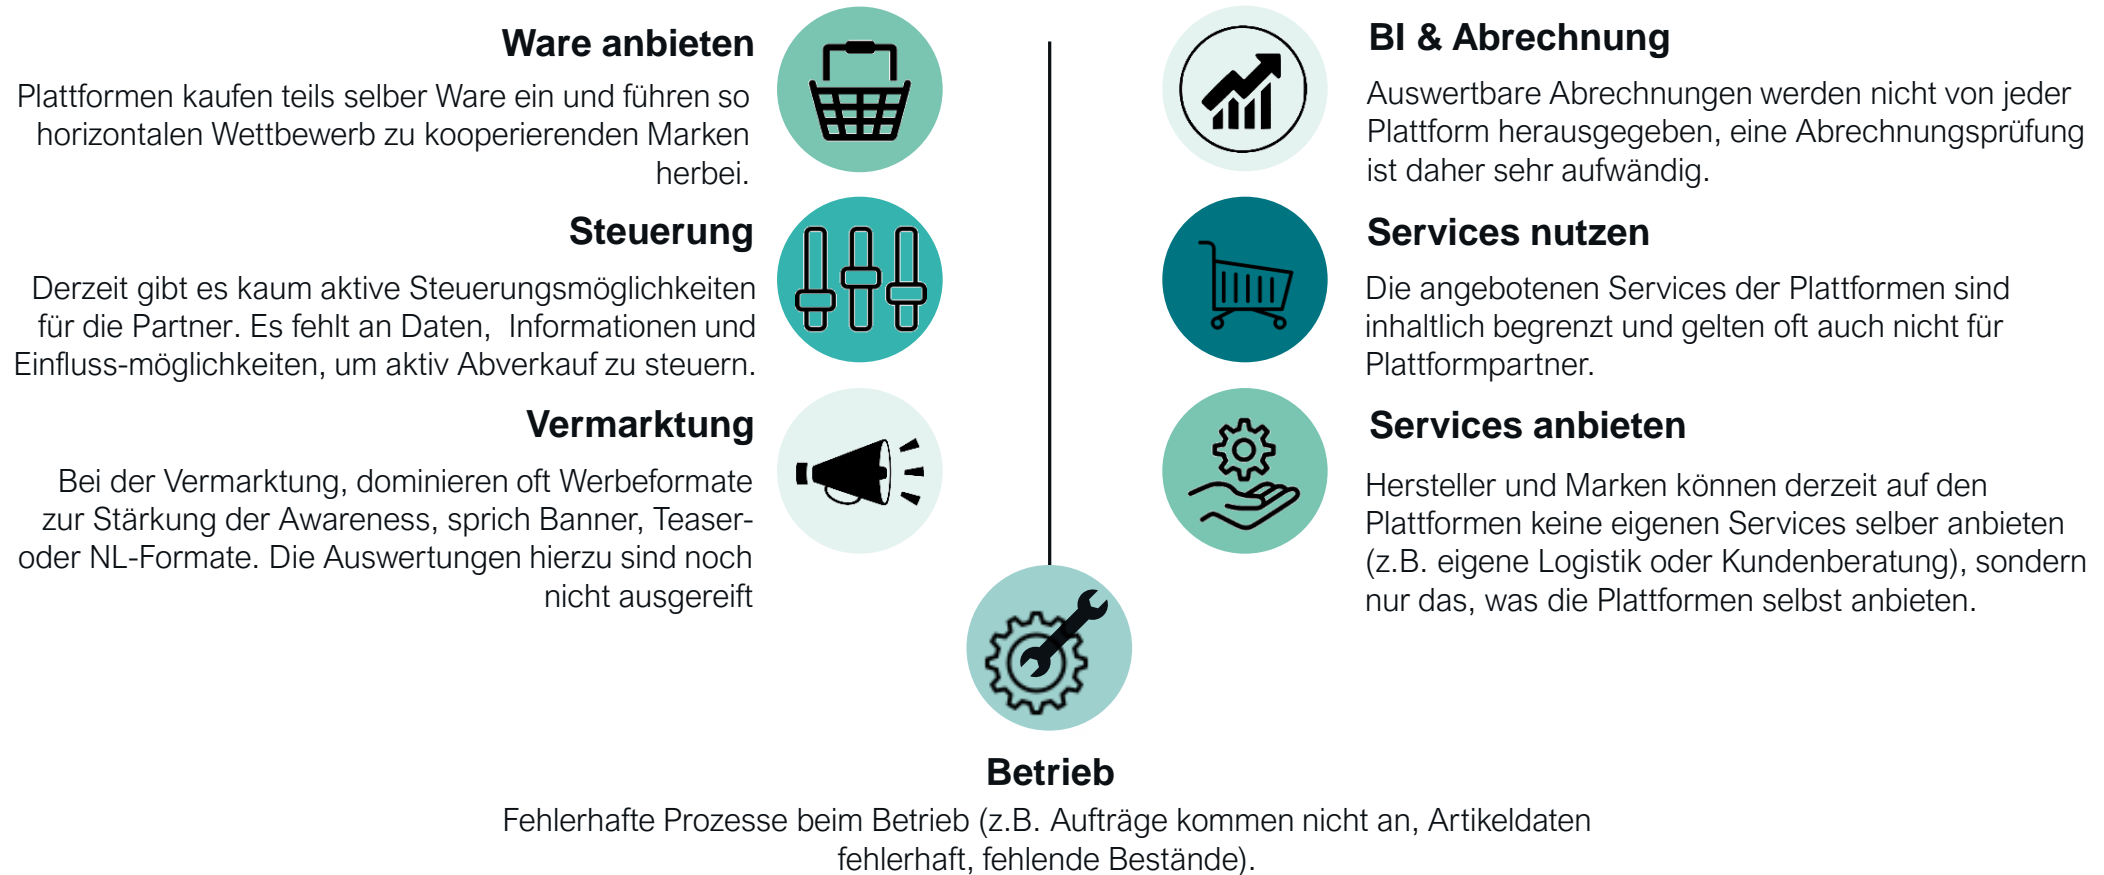 Ware anbieten
Plattformen kaufen teils selber Ware ein und führen so
horizontalen Wettbewerb zu kooperierenden Marken
herbei.
Steuerung
Derzeit gibt es kaum aktive Steuerungsmöglichkeiten
für die Partner. Es fehlt an Daten,  Informationen und
Einfluss-möglichkeiten, um aktiv Abverkauf zu steuern.
Vermarktung
Bei der Vermarktung, dominieren oft Werbeformate
zur Stärkung der Awareness, sprich Banner, Teaser-
oder NL-Formate. Die Auswertungen hierzu sind noch
nicht ausgereift
BI & Abrechnung
Auswertbare Abrechnungen werden nicht von jeder
Plattform herausgegeben, eine Abrechnungsprüfung
ist daher sehr aufwändig.
Services nutzen
Die angebotenen Services der Plattformen sind
inhaltlich begrenzt und gelten oft auch nicht für
Plattformpartner.
Services anbieten
Hersteller und Marken können derzeit auf den
Plattformen keine eigenen Services selber anbieten
(z.B. eigene Logistik oder Kundenberatung), sondern
nur das, was die Plattformen selbst anbieten.
Betrieb
Fehlerhafte Prozesse beim Betrieb (z.B. Aufträge kommen nicht an, Artikeldaten
fehlerhaft, fehlende Bestände).